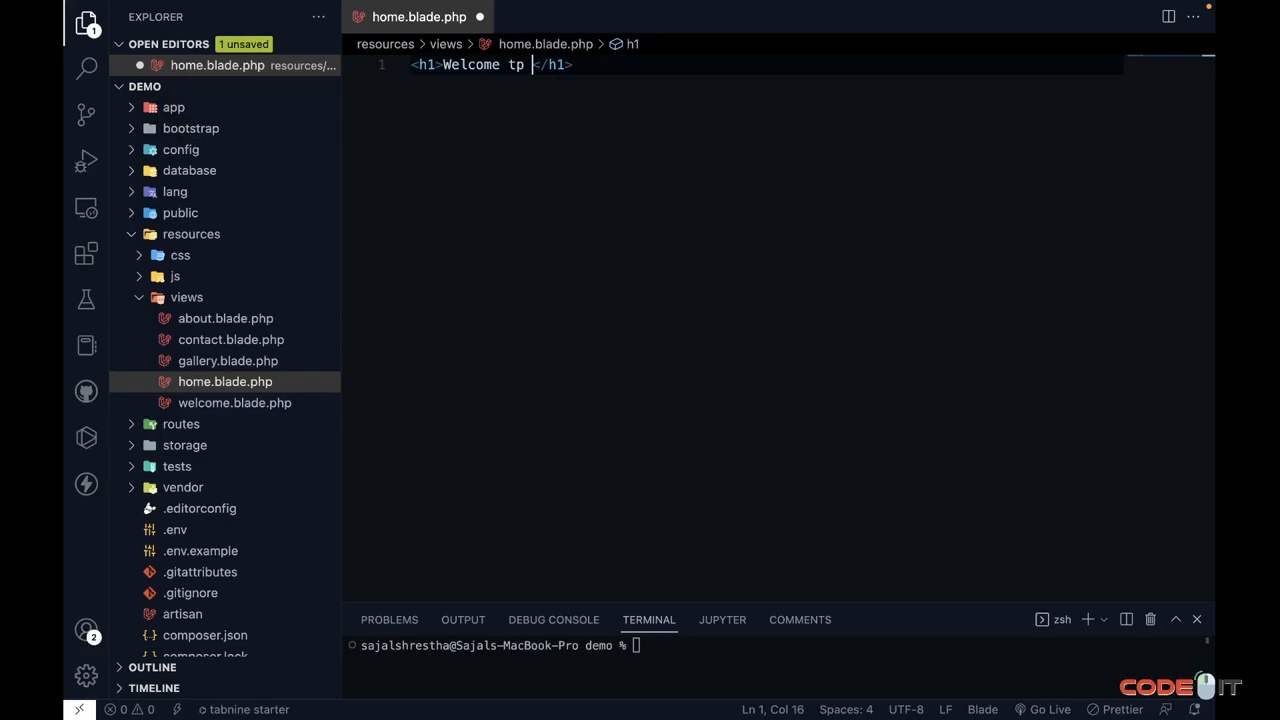 EXPLORER
home.blade.php
OPEN EDITORS 1 unsaved
home.blade.php resources/...
resources views home.blade.php h1
1 <h1>Welcome tp </h1>
DEMO
app
bootstrap
config
database
lang
public
resources
css
js
views
about.blade.php
contact.blade.php
gallery.blade.php
home.blade.php
welcome.blade.php
routes
storage
tests
vendor
.editorconfig
.env
.env.example
.gitattributes
.gitignore
artisan
composer.json
composer.lock
OUTLINE
TIMELINE
1
2
PROBLEMS OUTPUT DEBUG CONSOLE TERMINAL JUPYTER COMMENTS zsh
sajalshrestha@Sajals-MacBook-Pro demo %
CODE IT
0 0 tabnine starter Ln 1, Col 16 Spaces: 4 UTF-8 LF Blade Go Live Prettier